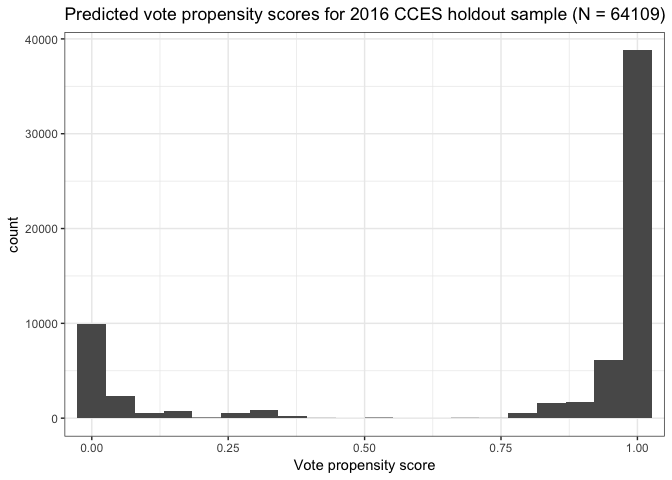 Predicted vote propensity scores for 2016 CCES holdout sample (N = 64109)
40000
30000
20000
10000
0
count
0.00 0.25 0.50 0.75 1.00
Vote propensity score